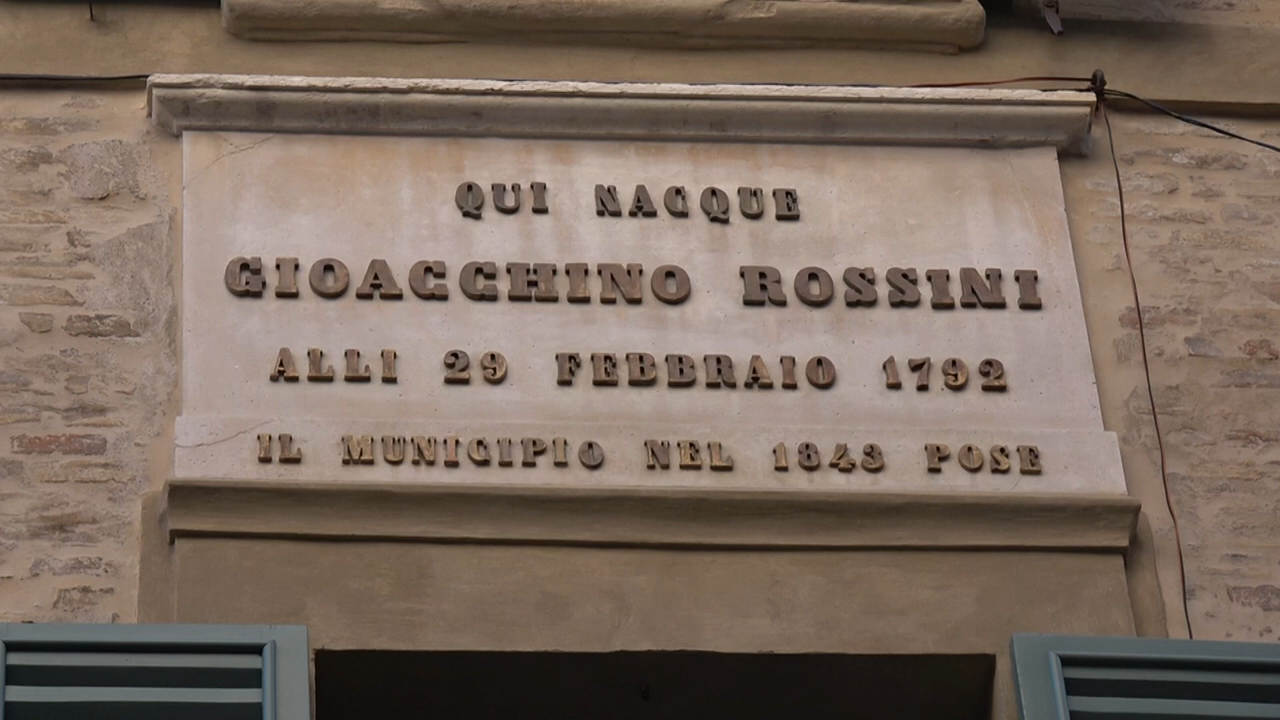 QUI NACQUE
GIOACCHINO ROSSINI
ALLI 29 FEBBRAIO 1792
IL MUNICIPIO NEL 1843 POSE